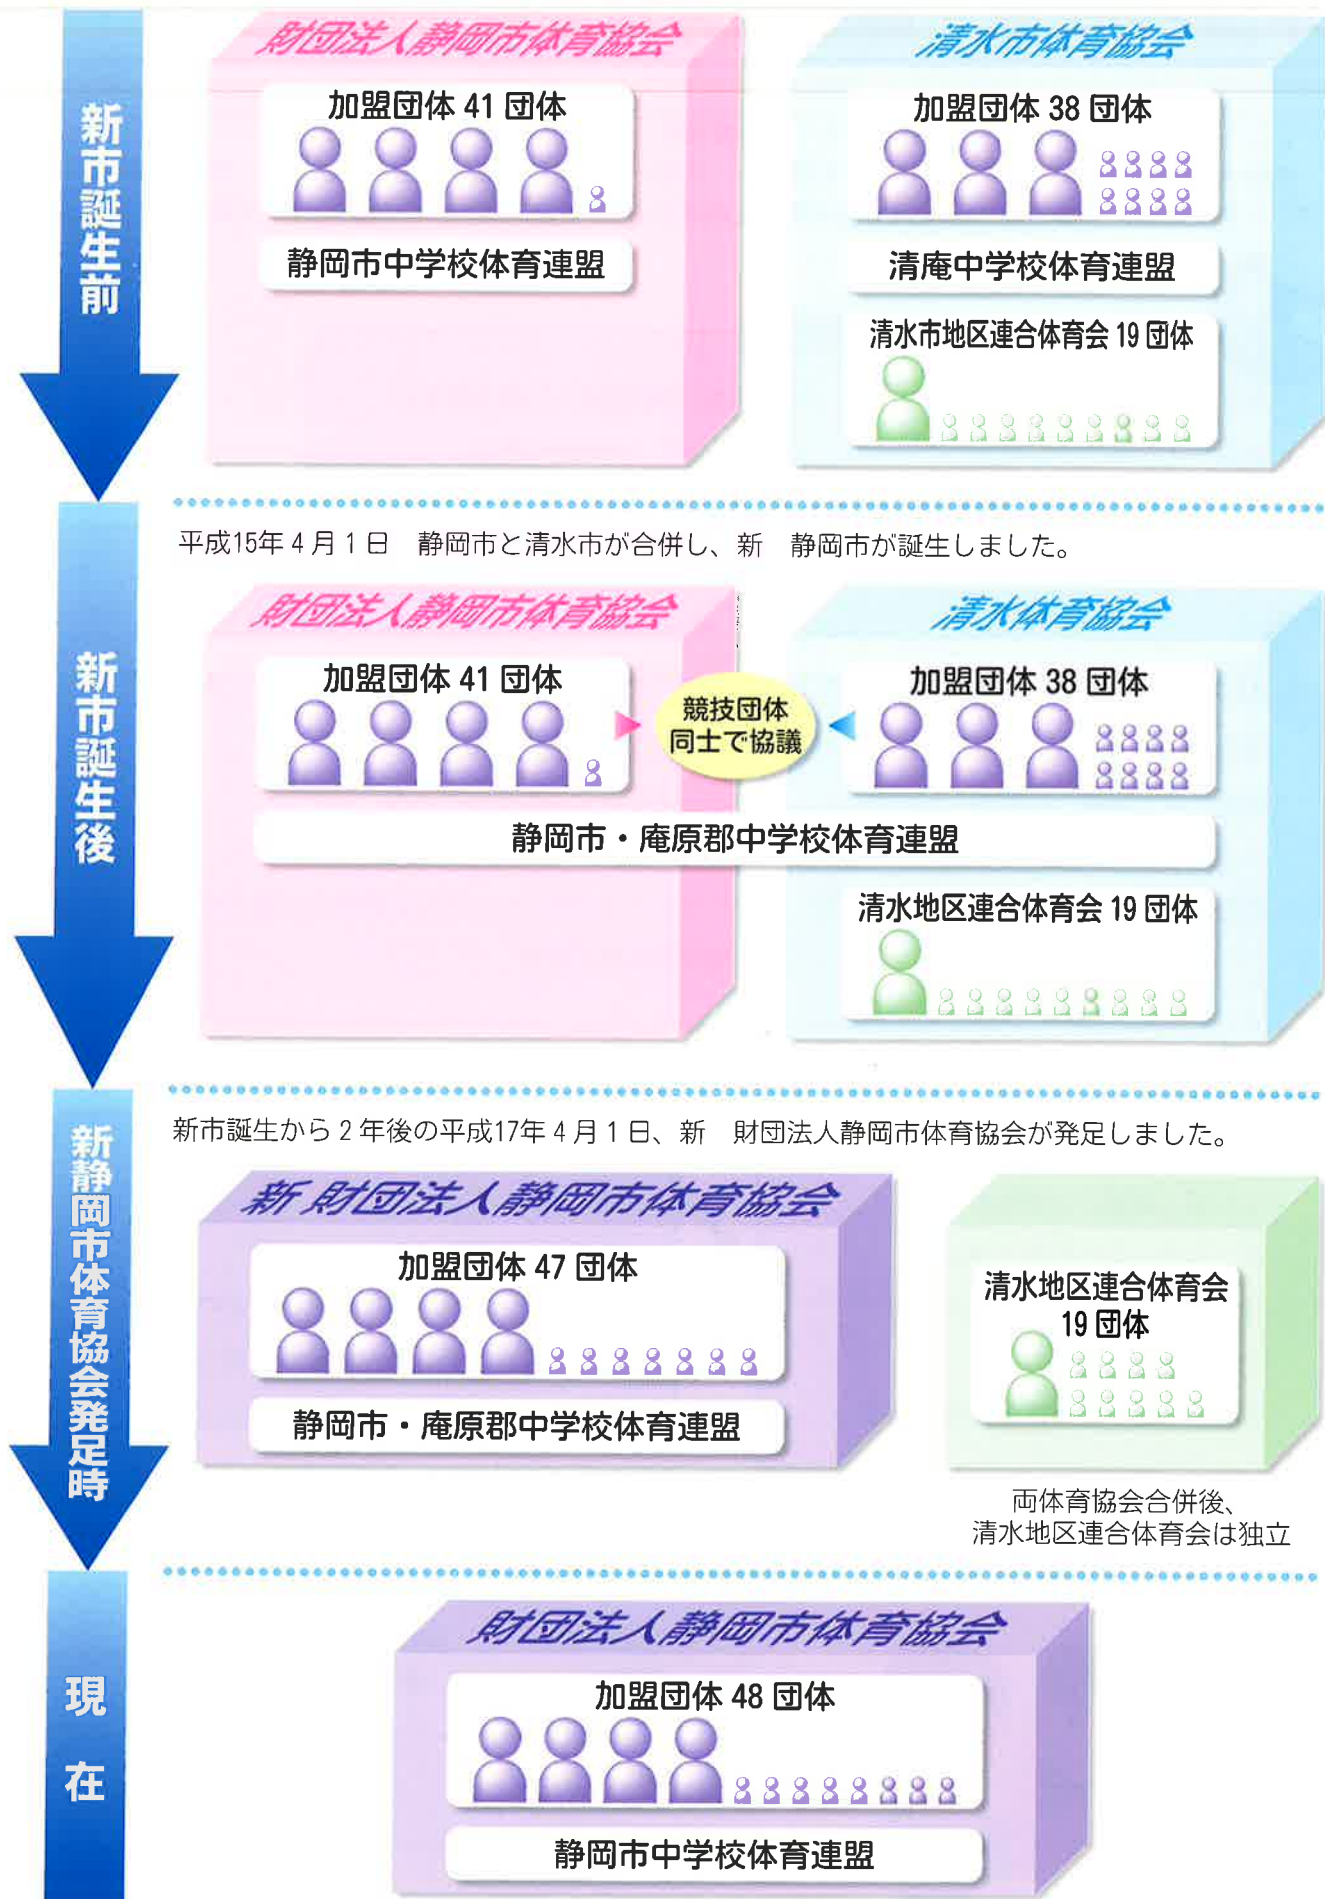 新市誕生前
財団法人静岡市体育協会
加盟団体 41 団体
静岡市中学校体育連盟
清水市体育協会
加盟団体 38 団体
清庵中学校体育連盟
清水市地区連合体育会 19 団体
平成15年4月1日　静岡市と清水市が合併し、新　静岡市が誕生しました。
新市誕生後
財団法人静岡市体育協会
加盟団体 41 団体
競技団体
同士で協議
清水体育協会
加盟団体 38 団体
静岡市・庵原郡中学校体育連盟
清水地区連合体育会 19 団体
新市誕生から2年後の平成17年4月1日、新　財団法人静岡市体育協会が発足しました。
新静岡市体育協会発足時
新 財団法人静岡市体育協会
加盟団体 47 団体
静岡市・庵原郡中学校体育連盟
清水地区連合体育会
19 団体
両体育協会合併後、
清水地区連合体育会は独立
現在
財団法人静岡市体育協会
加盟団体 48 団体
静岡市中学校体育連盟